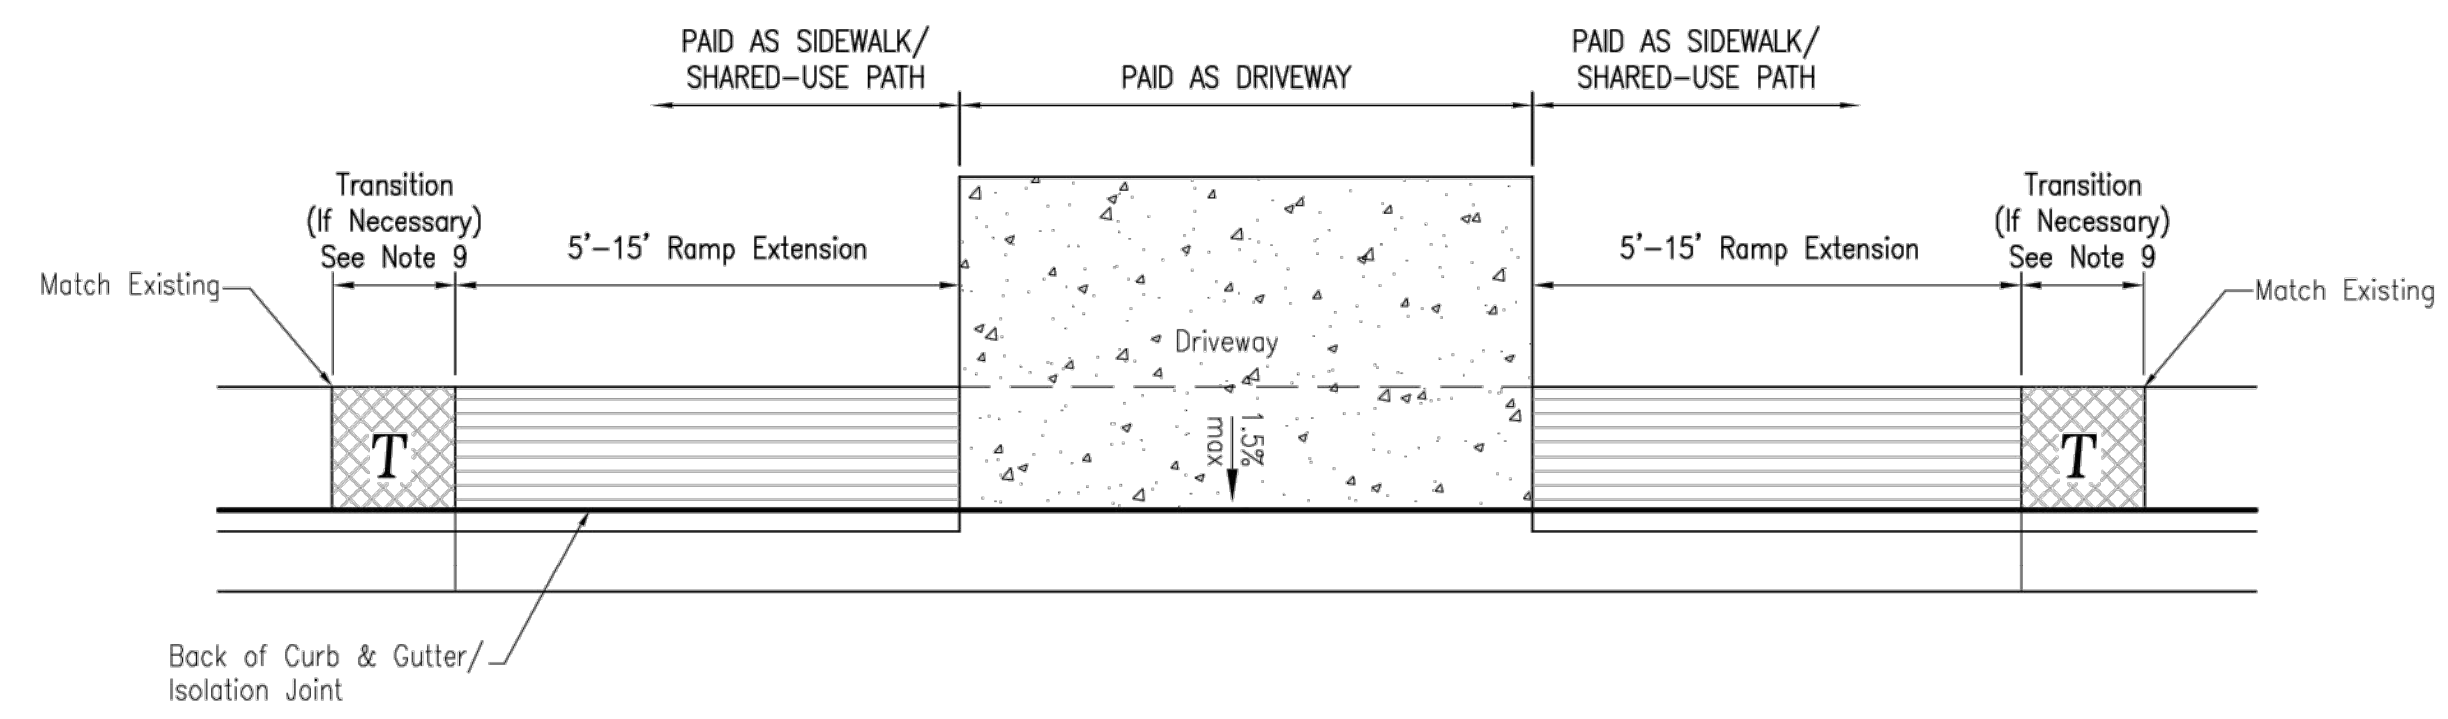 PAID AS SIDEWALK/
SHARED-USE PATH
PAID AS DRIVEWAY
PAID AS SIDEWALK/
SHARED-USE PATH
Transition
(If Necessary)
See Note 9
5'-15' Ramp Extension
5'-15' Ramp Extension
Transition
(If Necessary)
See Note 9
Match Existing
Match Existing
Driveway
1.5%
max
T
T
Back of Curb & Gutter/
Isolation Joint